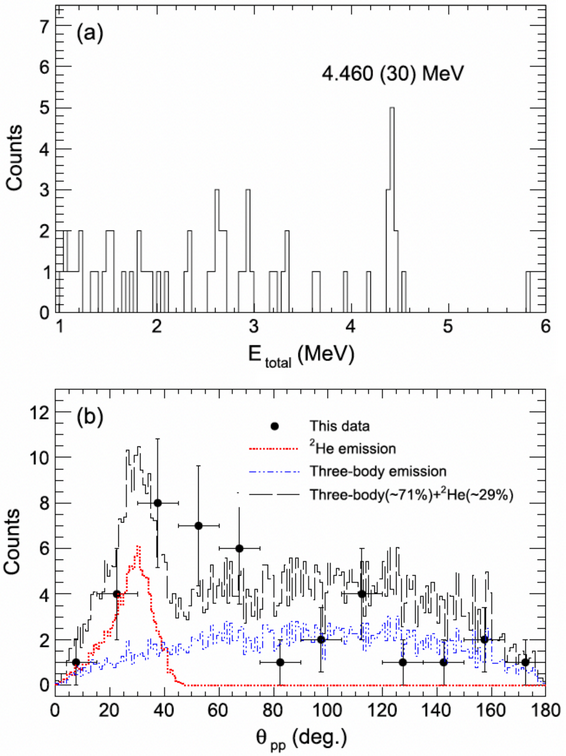 (a)
4.460 (30) MeV
7
6
5
4
3
2
1
0
Counts
1 2 3 4 5 6
E total (MeV)
(b)
This data
²He emission
Three-body emission
Three-body(~71%)+²He(~29%)
12
10
8
6
4
2
0
Counts
0 20 40 60 80 100 120 140 160 180
θpp (deg.)